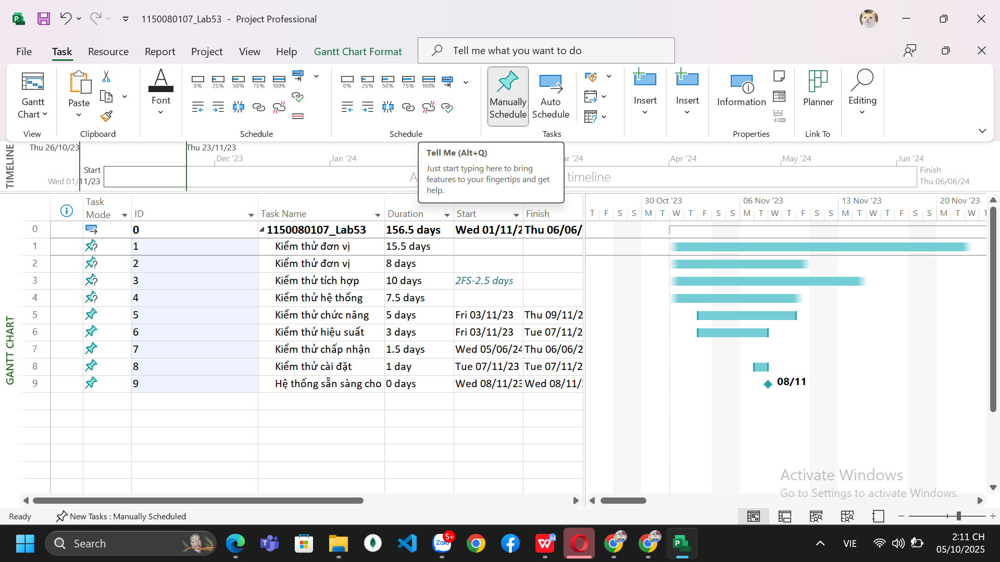 1150080107_Lab53 - Project Professional
File Task Resource Report Project View Help Gantt Chart Format Tell me what you want to do
0% 25% 50% 75% 100% 0% 25% 50% 75% 100%
Gantt Chart Paste Font Manually Schedule Auto Schedule Insert Insert Information Planner Editing
View Clipboard Schedule Schedule Tasks Properties Link To
TIMELINE
Thu 26/10/23 Thu 23/11/23
Dec '23 Jan '24 Apr '24 May '24 Jun '24
Start Finish
Wed 01/11/23 Thu 06/06/24
timeline
Tell Me (Alt+Q)
Just start typing here to bring
features to your fingertips and get
help.
GANTT CHART
Task Mode ID Task Name Duration Start Finish
30 Oct '23 06 Nov '23 13 Nov '23 20 Nov '23
T F S S M T W T F S S M T W T F S S M T W T F S S M T W T
0 0 1150080107_Lab53 156.5 days Wed 01/11/2 Thu 06/06/
1 1 Kiểm thử đơn vị 15.5 days
2 2 Kiểm thử đơn vị 8 days
3 3 Kiểm thử tích hợp 10 days 2FS-2.5 days
4 4 Kiểm thử hệ thống 7.5 days
5 5 Kiểm thử chức năng 5 days Fri 03/11/23 Thu 09/11/2
6 6 Kiểm thử hiệu suất 3 days Fri 03/11/23 Tue 07/11/2
7 7 Kiểm thử chấp nhận 1.5 days Wed 05/06/24 Thu 06/06/2
8 8 Kiểm thử cài đặt 1 day Tue 07/11/23 Tue 07/11/2
9 9 Hệ thống sẵn sàng cho 0 days Wed 08/11/23 Wed 08/11/
08/11
Activate Windows
Go to Settings to activate Windows.
Ready New Tasks : Manually Scheduled
Search
5+
Zalo
VIE
2:11 CH
05/10/2025